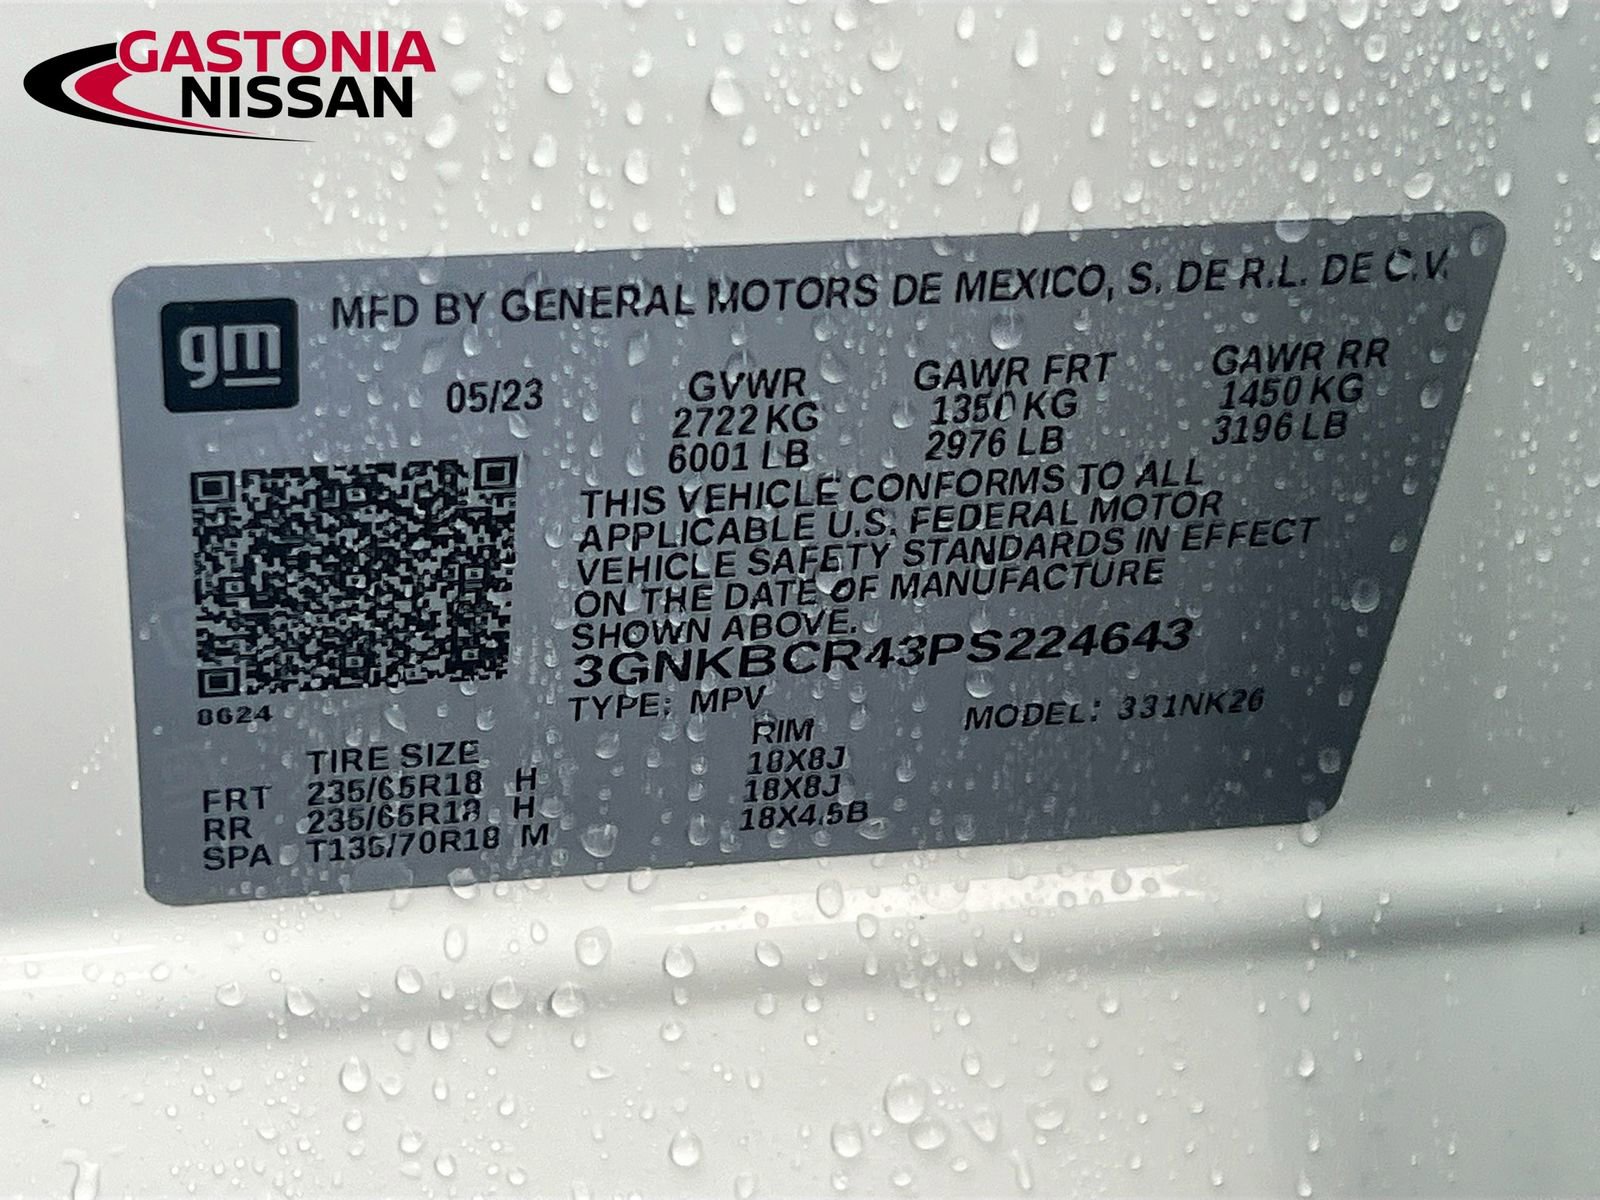 GASTONIA
NISSAN
gm
MFD BY GENERAL MOTORS DE MEXICO, S. DE R.L. DE C.V.
05/23
GVWR
2722 KG
6001 LB
GAWR FRT
1350 KG
2976 LB
GAWR RR
1450 KG
3196 LB
THIS VEHICLE CONFORMS TO ALL
APPLICABLE U.S. FEDERAL MOTOR
VEHICLE SAFETY STANDARDS IN EFFECT
ON THE DATE OF MANUFACTURE
SHOWN ABOVE.
3GNKBCR43PS224643
TYPE: MPV
MODEL: 331NK26
8624
TIRE SIZE RIM
FRT 235/65R18 H 18X8J
RR 235/65R18 H 18X8J
SPA T135/70R18 M 18X4.5B